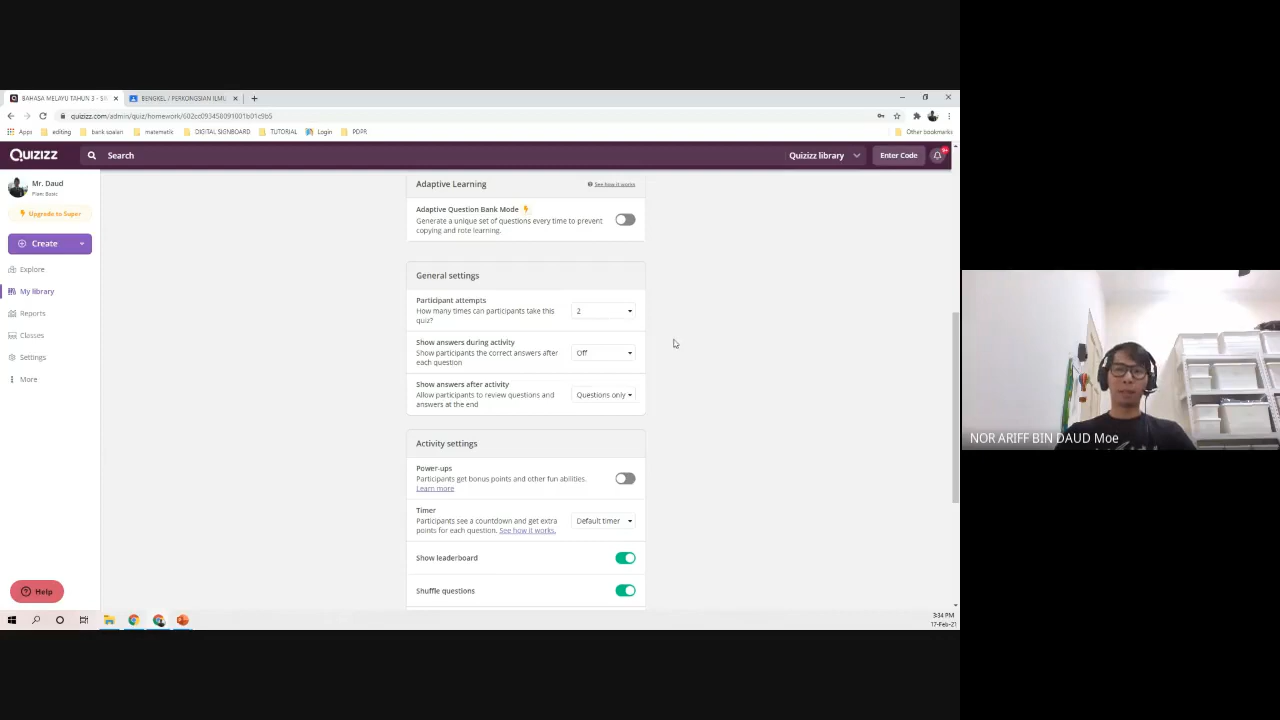 BAHASA MELAYU TAHUN 3 - S
BENGKEL / PERKONGSIAN ILMU
quizizz.com/admin/quiz/homework/602cc093458091001b01c9b5
Apps
editing
bank soalan
matematik
DIGITAL SIGNBOARD
TUTORIAL
Login
PDPR
Other bookmarks
QUIZIZZ
Search
Quizizz library
Enter Code
9+
Mr. Daud
Plan: Basic
Upgrade to Super
Create
Explore
My library
Reports
Classes
Settings
More
Help
Adaptive Learning
See how it works
Adaptive Question Bank Mode
Generate a unique set of questions every time to prevent
copying and rote learning.
General settings
Participant attempts
How many times can participants take this
quiz?
2
Show answers during activity
Show participants the correct answers after
each question
Off
Show answers after activity
Allow participants to review questions and
answers at the end
Questions only
Activity settings
Power-ups
Participants get bonus points and other fun abilities.
Learn more
Timer
Participants see a countdown and get extra
points for each question. See how it works.
Default timer
Show leaderboard
Shuffle questions
3:34 PM
17-Feb-21
NOR ARIFF BIN DAUD Moe